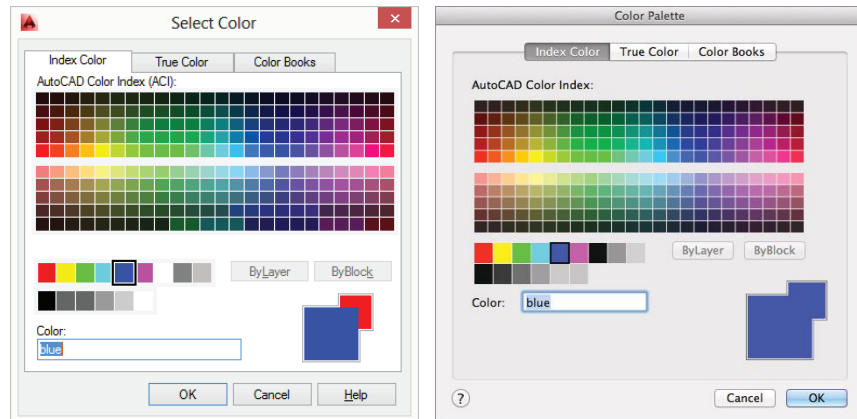 Select Color
Index Color True Color Color Books
AutoCAD Color Index (ACI):
ByLayer ByBlock
Color:
blue
OK Cancel Help
Color Palette
Index Color True Color Color Books
AutoCAD Color Index:
ByLayer ByBlock
Color: blue
? Cancel OK